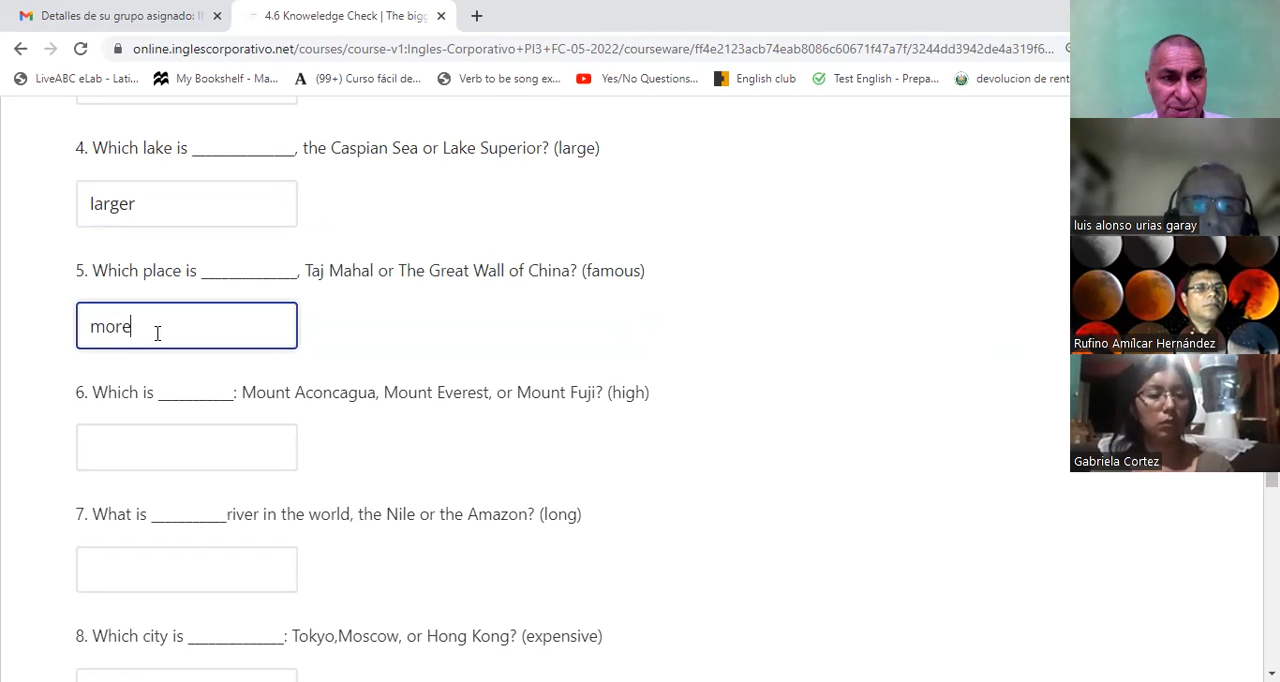 Detalles de su grupo asignado: I
4.6 Knoweledge Check | The bigg
online.inglescorporativo.net/courses/course-v1:Ingles-Corporativo+PI3+FC-05-2022/courseware/ff4e2123acb74eab8086c60671f47a7f/3244dd3942de4a319f6...
LiveABC eLab - Lati...
My Bookshelf - Ma...
(99+) Curso fácil de...
Verb to be song ex...
Yes/No Questions...
English club
Test English - Prepa...
devolucion de rent
4. Which lake is ______________, the Caspian Sea or Lake Superior? (large)
larger
5. Which place is _____________, Taj Mahal or The Great Wall of China? (famous)
more
6. Which is __________: Mount Aconcagua, Mount Everest, or Mount Fuji? (high)
7. What is __________river in the world, the Nile or the Amazon? (long)
8. Which city is _____________: Tokyo,Moscow, or Hong Kong? (expensive)
luis alonso urias garay
Rufino Amílcar Hernández
Gabriela Cortez